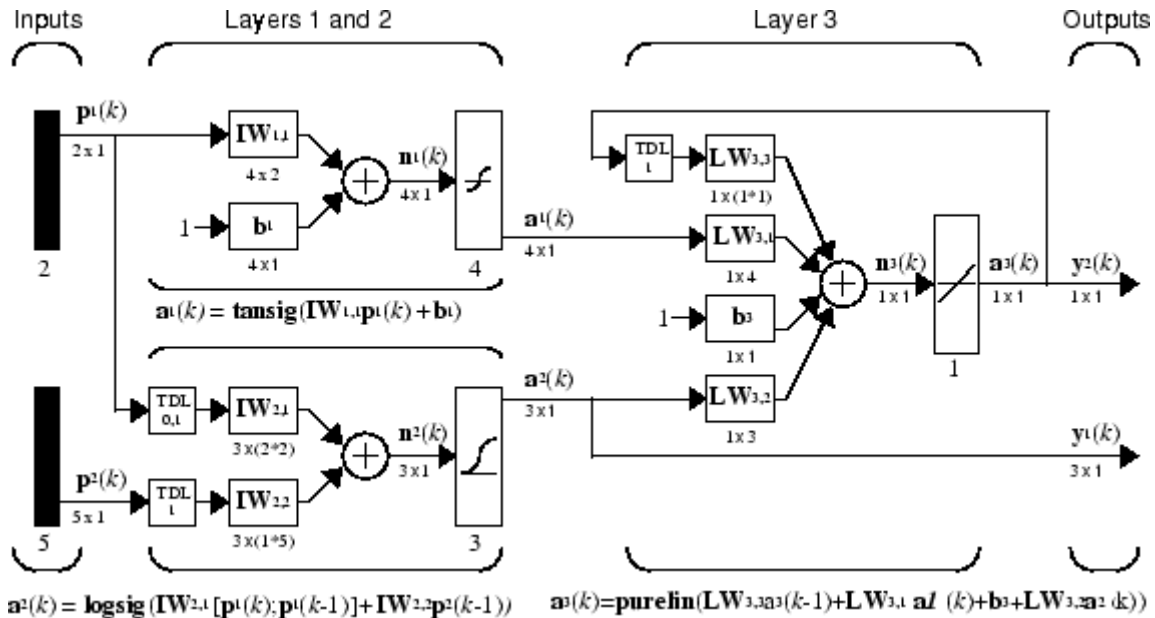 Inputs
Layers 1 and 2
Layer 3
Outputs
p1(k)
2 x 1
2
IW1,1
4 x 2
1
b1
4 x 1
n1(k)
4 x 1
4
a1(k) = tansig(IW1,1p1(k) + b1)
a1(k)
4 x 1
TDL
1
LW3,3
1 x (1*1)
LW3,1
1 x 4
1
b3
1 x 1
LW3,2
1 x 3
n3(k)
1 x 1
1
a3(k)
1 x 1
y2(k)
1 x 1
p2(k)
5 x 1
5
TDL
0,1
IW2,1
3 x (2*2)
TDL
1
IW2,2
3 x (1*5)
n2(k)
3 x 1
3
a2(k)
3 x 1
y1(k)
3 x 1
a2(k) = logsig(IW2,1 [p1(k);p1(k-1)]+ IW2,2p2(k-1))
a3(k)=purelin(LW3,3a3(k-1)+LW3,1 a1 (k)+b3+LW3,2a2 (k))